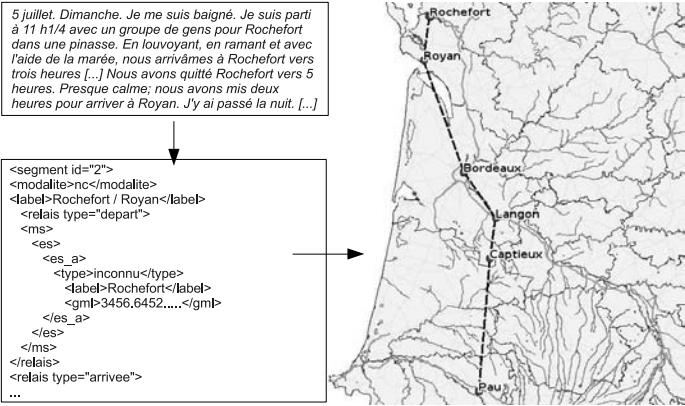 5 juillet. Dimanche. Je me suis baigné. Je suis parti
à 11 h1/4 avec un groupe de gens pour Rochefort
dans une pinasse. En louvoyant, en ramant et avec
l'aide de la marée, nous arrivâmes à Rochefort vers
trois heures [...] Nous avons quitté Rochefort vers 5
heures. Presque calme; nous avons mis deux
heures pour arriver à Royan. J'y ai passé la nuit. [...]
<segment id="2">
<modalite>nc</modalite>
<label>Rochefort / Royan</label>
<relais type="depart">
<ms>
<es>
<es_a>
<type>inconnu</type>
<label>Rochefort</label>
<gml>3456.6452.....</gml>
</es_a>
</es>
</ms>
</relais>
<relais type="arrivee">
...
Rochefort
Royan
Bordeaux
Langon
Captieux
Pau